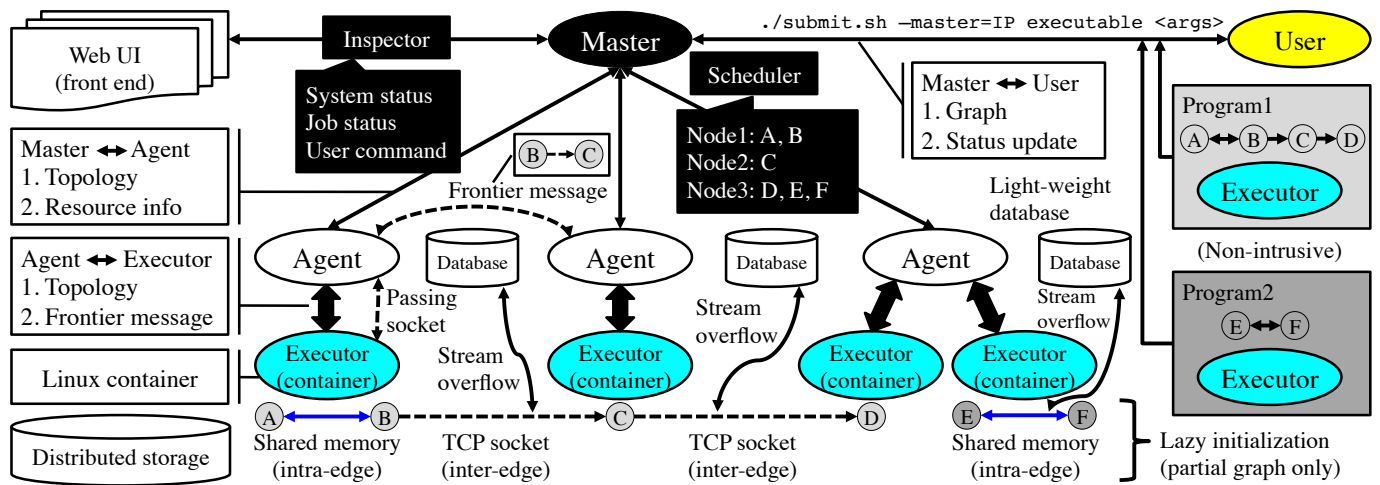 ./submit.sh –master=IP executable <args>
Web UI
(front end)
Inspector
Master
User
System status
Job status
User command
Scheduler
Node1: A, B
Node2: C
Node3: D, E, F
Master ↔ User
1. Graph
2. Status update
Program1
A B C D
Executor
(Non-intrusive)
Program2
E F
Executor
Master ↔ Agent
1. Topology
2. Resource info
B C
Frontier message
Light-weight
database
Agent ↔ Executor
1. Topology
2. Frontier message
Agent
Database
Agent
Database
Agent
Database
Passing
socket
Stream
overflow
Stream
overflow
Stream
overflow
Linux container
Executor
(container)
Executor
(container)
Executor
(container)
Executor
(container)
A B C D E F
Distributed storage
Shared memory
(intra-edge)
TCP socket
(inter-edge)
TCP socket
(inter-edge)
Shared memory
(intra-edge)
Lazy initialization
(partial graph only)